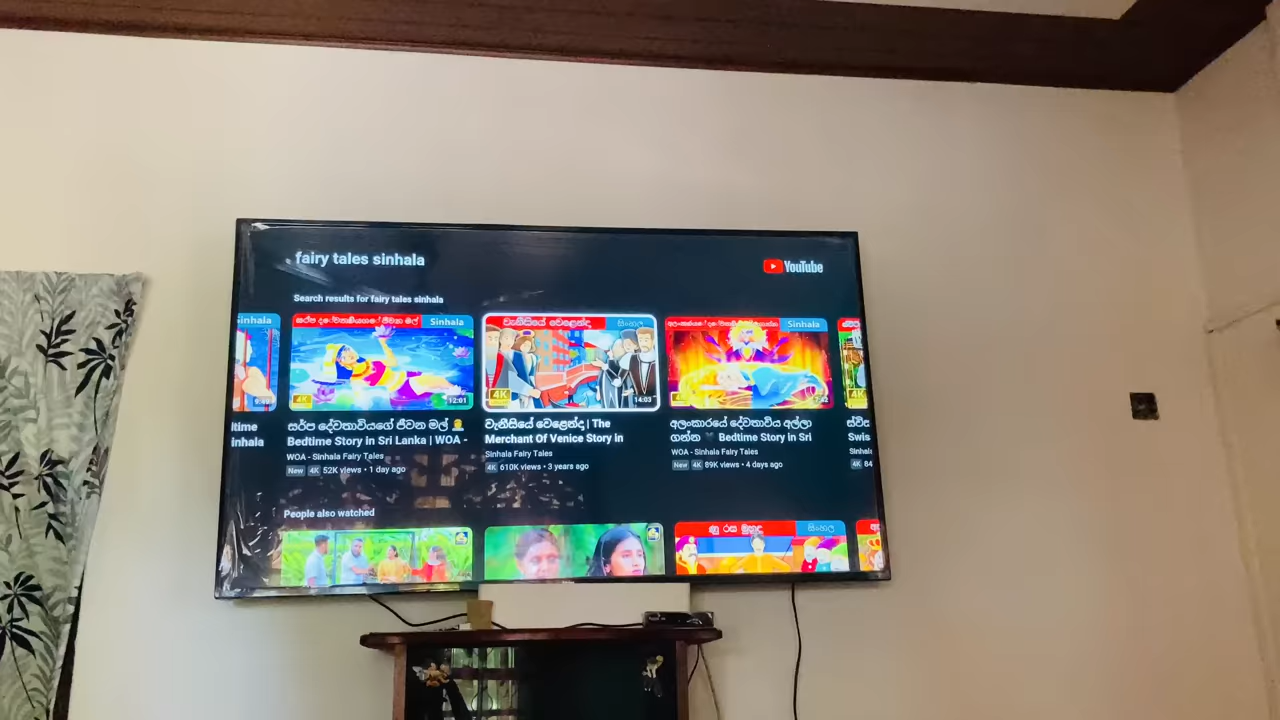 fairy tales sinhala
YouTube
Search results for fairy tales sinhala
Sinhala
Sinhala
වැනීසියේ වෙළෙන්දා
සිංහල
Sinhala
4K
4K
12:01
14:03
7:42
සර්ප දේවතාවියගේ ජීවන මල්
Bedtime Story in Sri Lanka | WOA -
WOA - Sinhala Fairy Tales
New 4K 52K views • 1 day ago
වැනීසියේ වෙළෙන්දා | The
Merchant Of Venice Story in
Sinhala Fairy Tales
4K 610K views • 3 years ago
අලංකාරයේ දේවතාවිය අල්ලා
ගන්න 🖤 Bedtime Story in Sri
WOA - Sinhala Fairy Tales
New 4K 89K views • 4 days ago
Swis
4K 84
People also watched
සිංහල